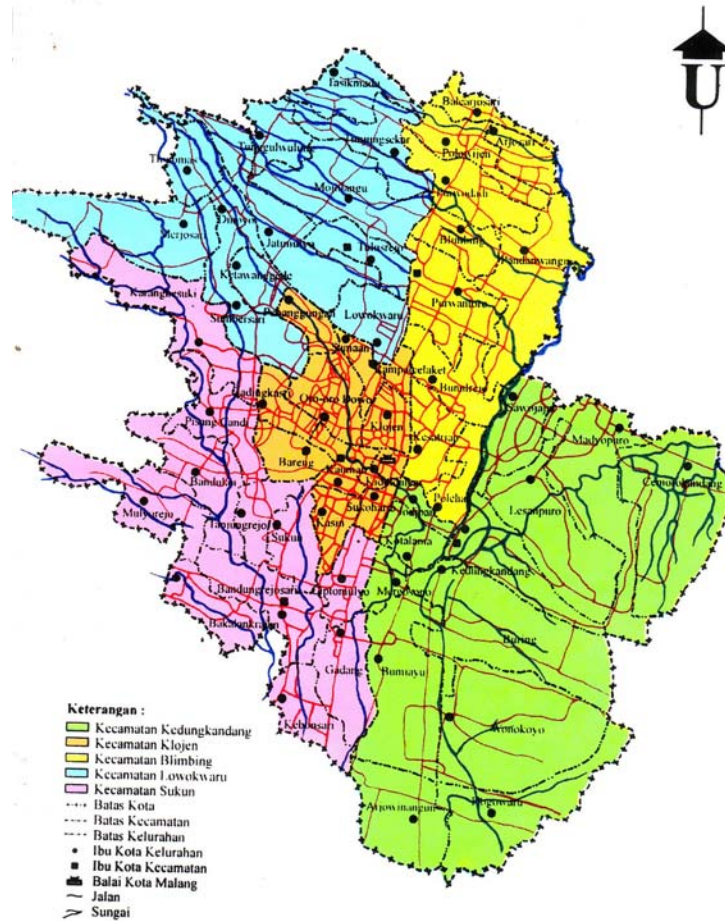 U
Tasikmadu
Balearjosari
Arjosari
Tunggulwulung
Tunjungsekar
Polowijen
Tlogomas
Mojolangu
Purwodadi
Dinoyo
Merjosari
Jatimulyo
Tulusrejo
Blimbing
Pandanwangi
Ketawanggede
Karangbesuki
Sumbersari
Penanggungan
Lowokwaru
Purwantoro
Samaan
Rampalcelaket
Bunulrejo
Gadingkasri
Oro-oro Dowo
Klojen
Sawojajar
Pisang Candi
Madyopuro
Kesatrian
Bareng
Kauman
Kidul
Cemorokandang
Bandulan
Lesanpuro
Mulyorejo
Tanjungrejo
Kasin
Sukoharjo
Jodipan
Polehan
Sukun
Kotalama
Kedungkandang
Bandungrejosari
Ciptomulyo
Mergosono
Bakalankrajan
Buring
Gadang
Bumiayu
Kebonsari
Wonokoyo
Arjowinangun
Tlogowaru
Keterangan :
Kecamatan Kedungkandang
Kecamatan Klojen
Kecamatan Blimbing
Kecamatan Lowokwaru
Kecamatan Sukun
Batas Kota
Batas Kecamatan
Batas Kelurahan
Ibu Kota Kelurahan
Ibu Kota Kecamatan
Balai Kota Malang
Jalan
Sungai